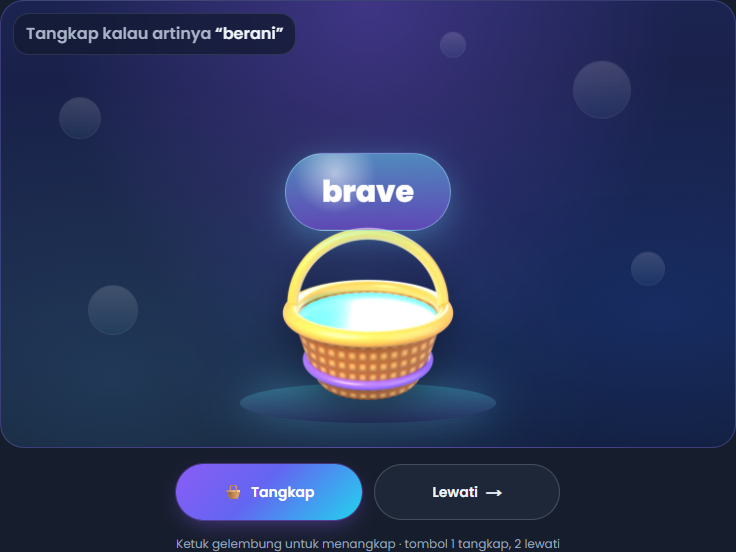 Tangkap kalau artinya “berani”
brave
Tangkap
Lewati →
Ketuk gelembung untuk menangkap · tombol 1 tangkap, 2 lewati